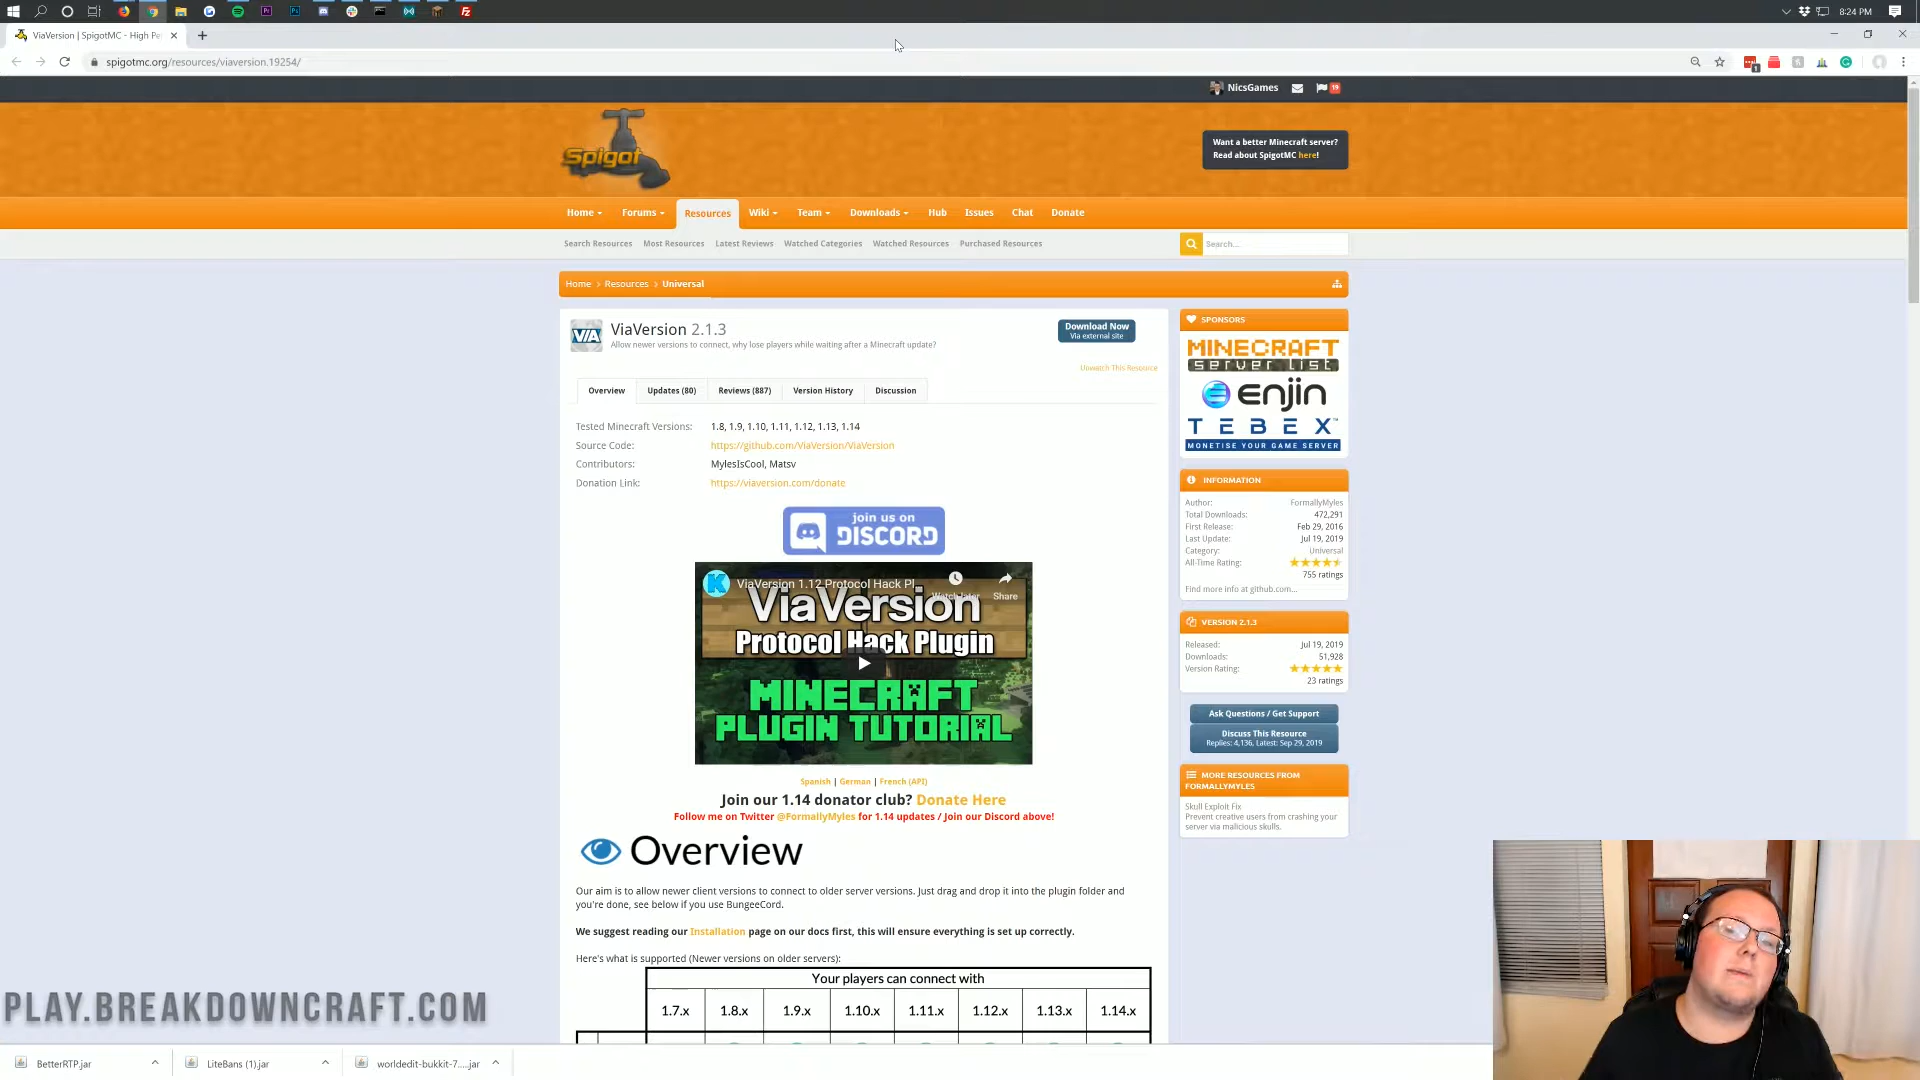 8:24 PM
ViaVersion | SpigotMC - High Pe
spigotmc.org/resources/viaversion.19254/
NicsGames
19
Spigot
Want a better Minecraft server?
Read about SpigotMC here!
Home Forums Resources Wiki Team Downloads Hub Issues Chat Donate
Search Resources Most Resources Latest Reviews Watched Categories Watched Resources Purchased Resources
Search...
Home > Resources > Universal
VIA
ViaVersion 2.1.3
Allow newer versions to connect, why lose players while waiting after a Minecraft update?
Download Now
Via external site
Unwatch This Resource
Overview Updates (80) Reviews (887) Version History Discussion
Tested Minecraft Versions: 1.8, 1.9, 1.10, 1.11, 1.12, 1.13, 1.14
Source Code: https://github.com/ViaVersion/ViaVersion
Contributors: MylesIsCool, Matsv
Donation Link: https://viaversion.com/donate
join us on
DISCORD
K
ViaVersion 1.12 Protocol Hack Pl
Watch later
Share
ViaVersion
Protocol Hack Plugin
MINECRAFT
PLUGIN TUTORIAL
Spanish | German | French (API)
Join our 1.14 donator club? Donate Here
Follow me on Twitter @FormallyMyles for 1.14 updates / Join our Discord above!
Overview
Our aim is to allow newer client versions to connect to older server versions. Just drag and drop it into the plugin folder and
you're done, see below if you use BungeeCord.
We suggest reading our Installation page on our docs first, this will ensure everything is set up correctly.
Here's what is supported (Newer versions on older servers):
Your players can connect with
1.7.x 1.8.x 1.9.x 1.10.x 1.11.x 1.12.x 1.13.x 1.14.x
SPONSORS
MINECRAFT
server list
enjin
TEBEX
MONETISE YOUR GAME SERVER
INFORMATION
Author: FormallyMyles
Total Downloads: 472,291
First Release: Feb 29, 2016
Last Update: Jul 19, 2019
Category: Universal
All-Time Rating:
755 ratings
Find more info at github.com...
VERSION 2.1.3
Released: Jul 19, 2019
Downloads: 51,928
Version Rating:
23 ratings
Ask Questions / Get Support
Discuss This Resource
Replies: 4,136, Latest: Sep 29, 2019
MORE RESOURCES FROM
FORMALLYMYLES
Skull Exploit Fix
Prevent creative users from crashing your
server via malicious skulls.
PLAY.BREAKDOWNCRAFT.COM
BetterRTP.jar
LiteBans (1).jar
worldedit-bukkit-7.....jar